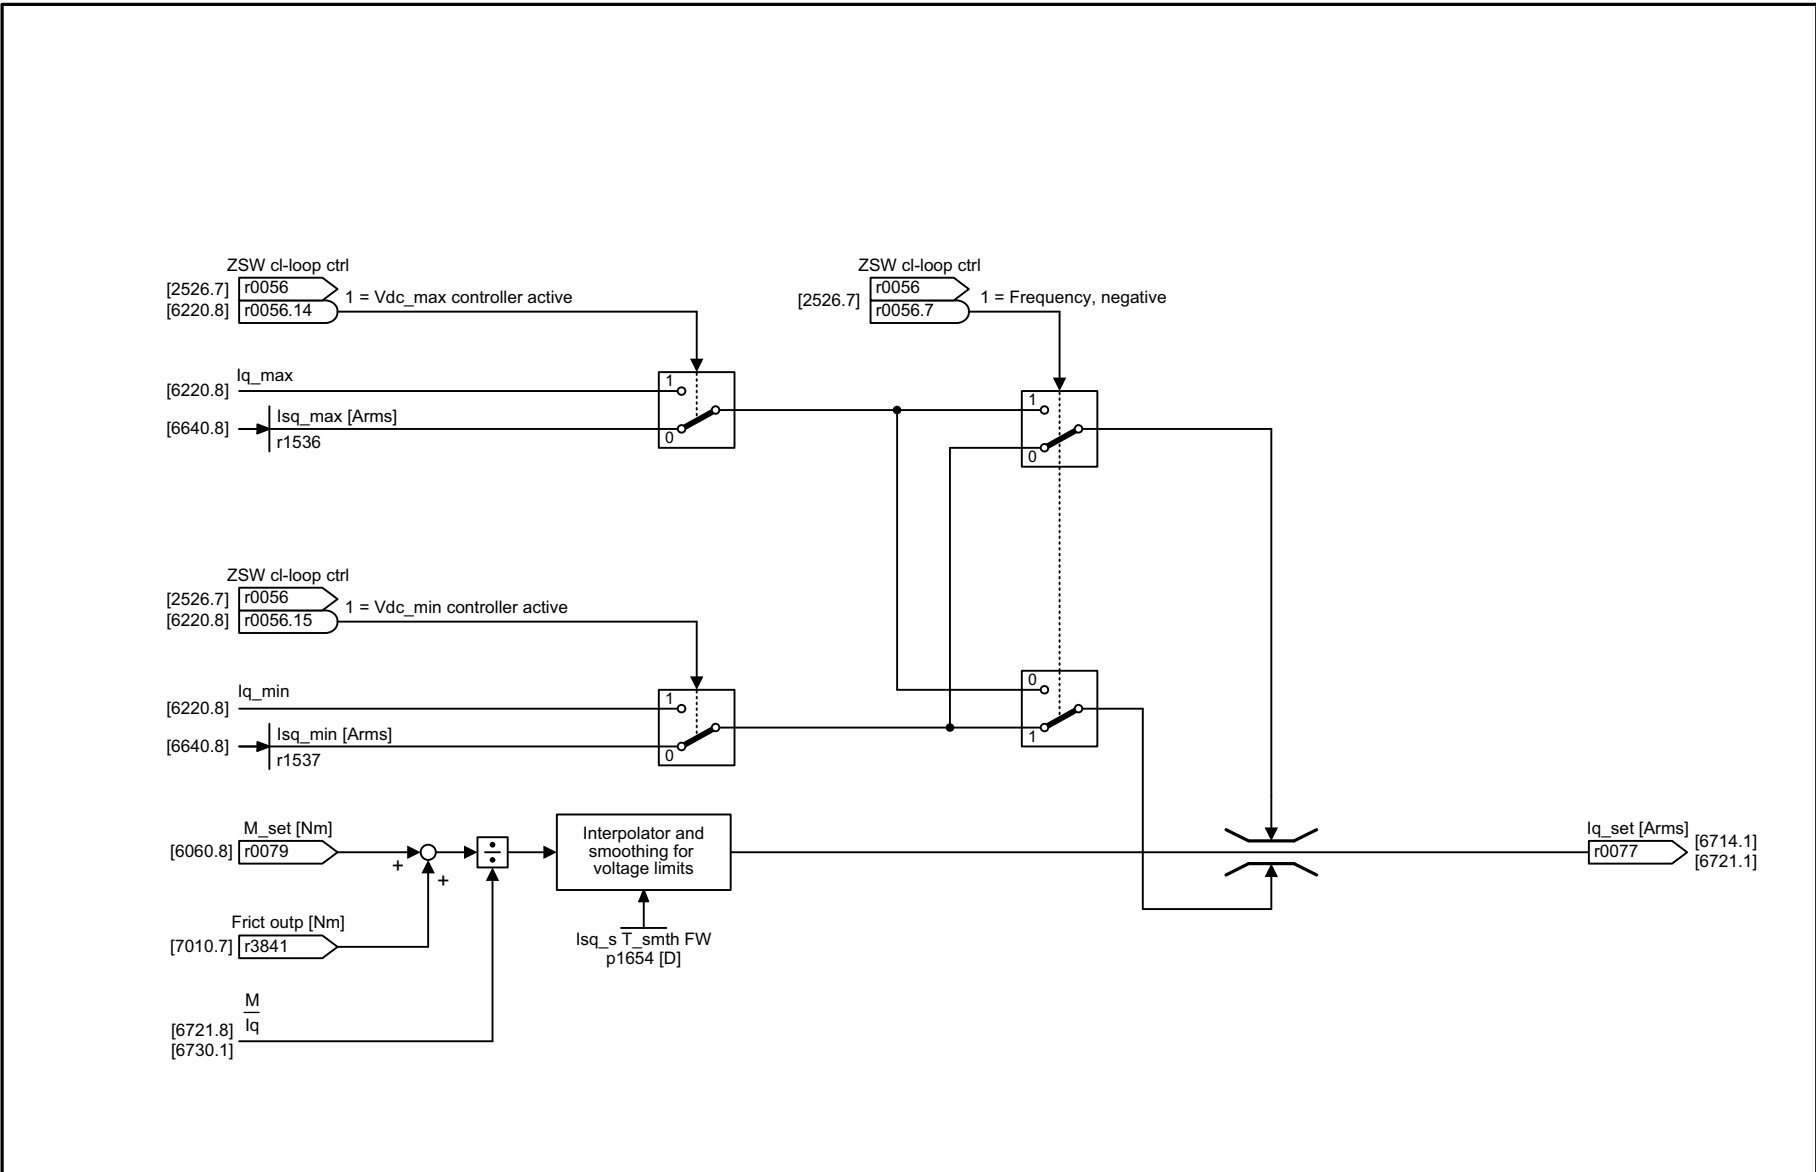 ZSW cl-loop ctrl
[2526.7] r0056
1 = Vdc_max controller active
[6220.8] r0056.14
ZSW cl-loop ctrl
r0056
[2526.7]
1 = Frequency, negative
r0056.7
Iq_max
[6220.8]
1
Isq_max [Arms]
[6640.8]
r1536
0
1
0
ZSW cl-loop ctrl
[2526.7] r0056
1 = Vdc_min controller active
[6220.8] r0056.15
Iq_min
[6220.8]
1
Isq_min [Arms]
[6640.8]
r1537
0
0
1
M_set [Nm]
[6060.8] r0079
+
+
÷
Interpolator and
smoothing for
voltage limits
Isq_s T_smth FW
p1654 [D]
Iq_set [Arms]
r0077
[6714.1]
[6721.1]
Frict outp [Nm]
[7010.7] r3841
M
Iq
[6721.8]
[6730.1]